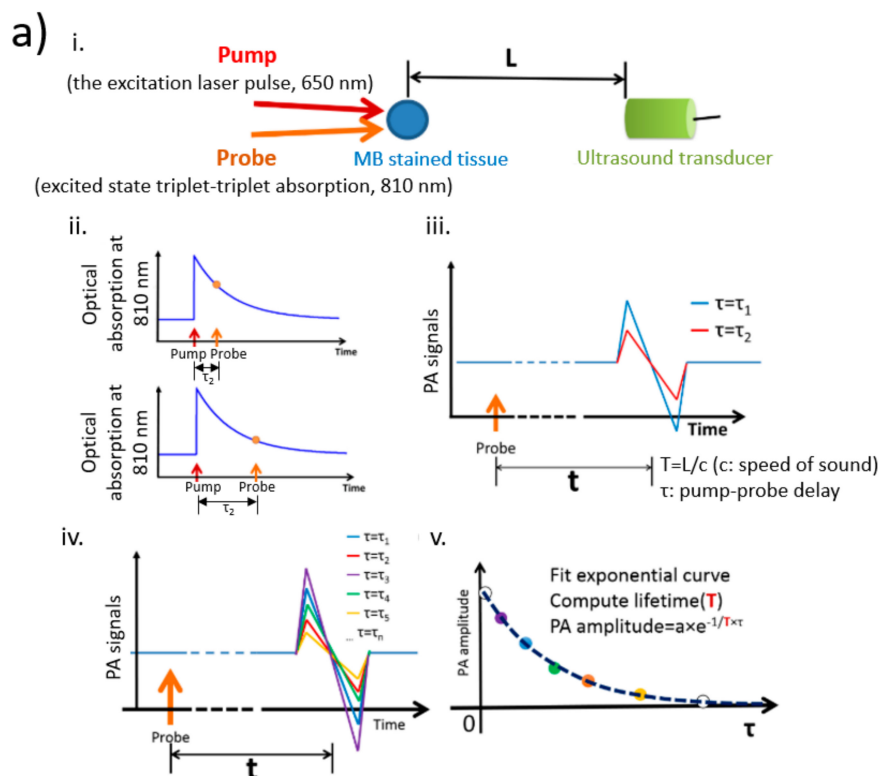 a)
i.
Pump
(the excitation laser pulse, 650 nm)
L
Probe
MB stained tissue
Ultrasound transducer
(excited state triplet-triplet absorption, 810 nm)
ii.
Optical
absorption at
810 nm
Pump Probe
Time
τ2
Optical
absorption at
810 nm
Pump
Probe
Time
τ2
iii.
PA signals
τ=τ1
τ=τ2
Time
Probe
t
T=L/c (c: speed of sound)
τ: pump-probe delay
iv.
PA signals
τ=τ1
τ=τ2
τ=τ3
τ=τ4
τ=τ5
... τ=τn
Time
Probe
t
v.
PA amplitude
Fit exponential curve
Compute lifetime(T)
PA amplitude=a×e-1/T×τ
0
τ